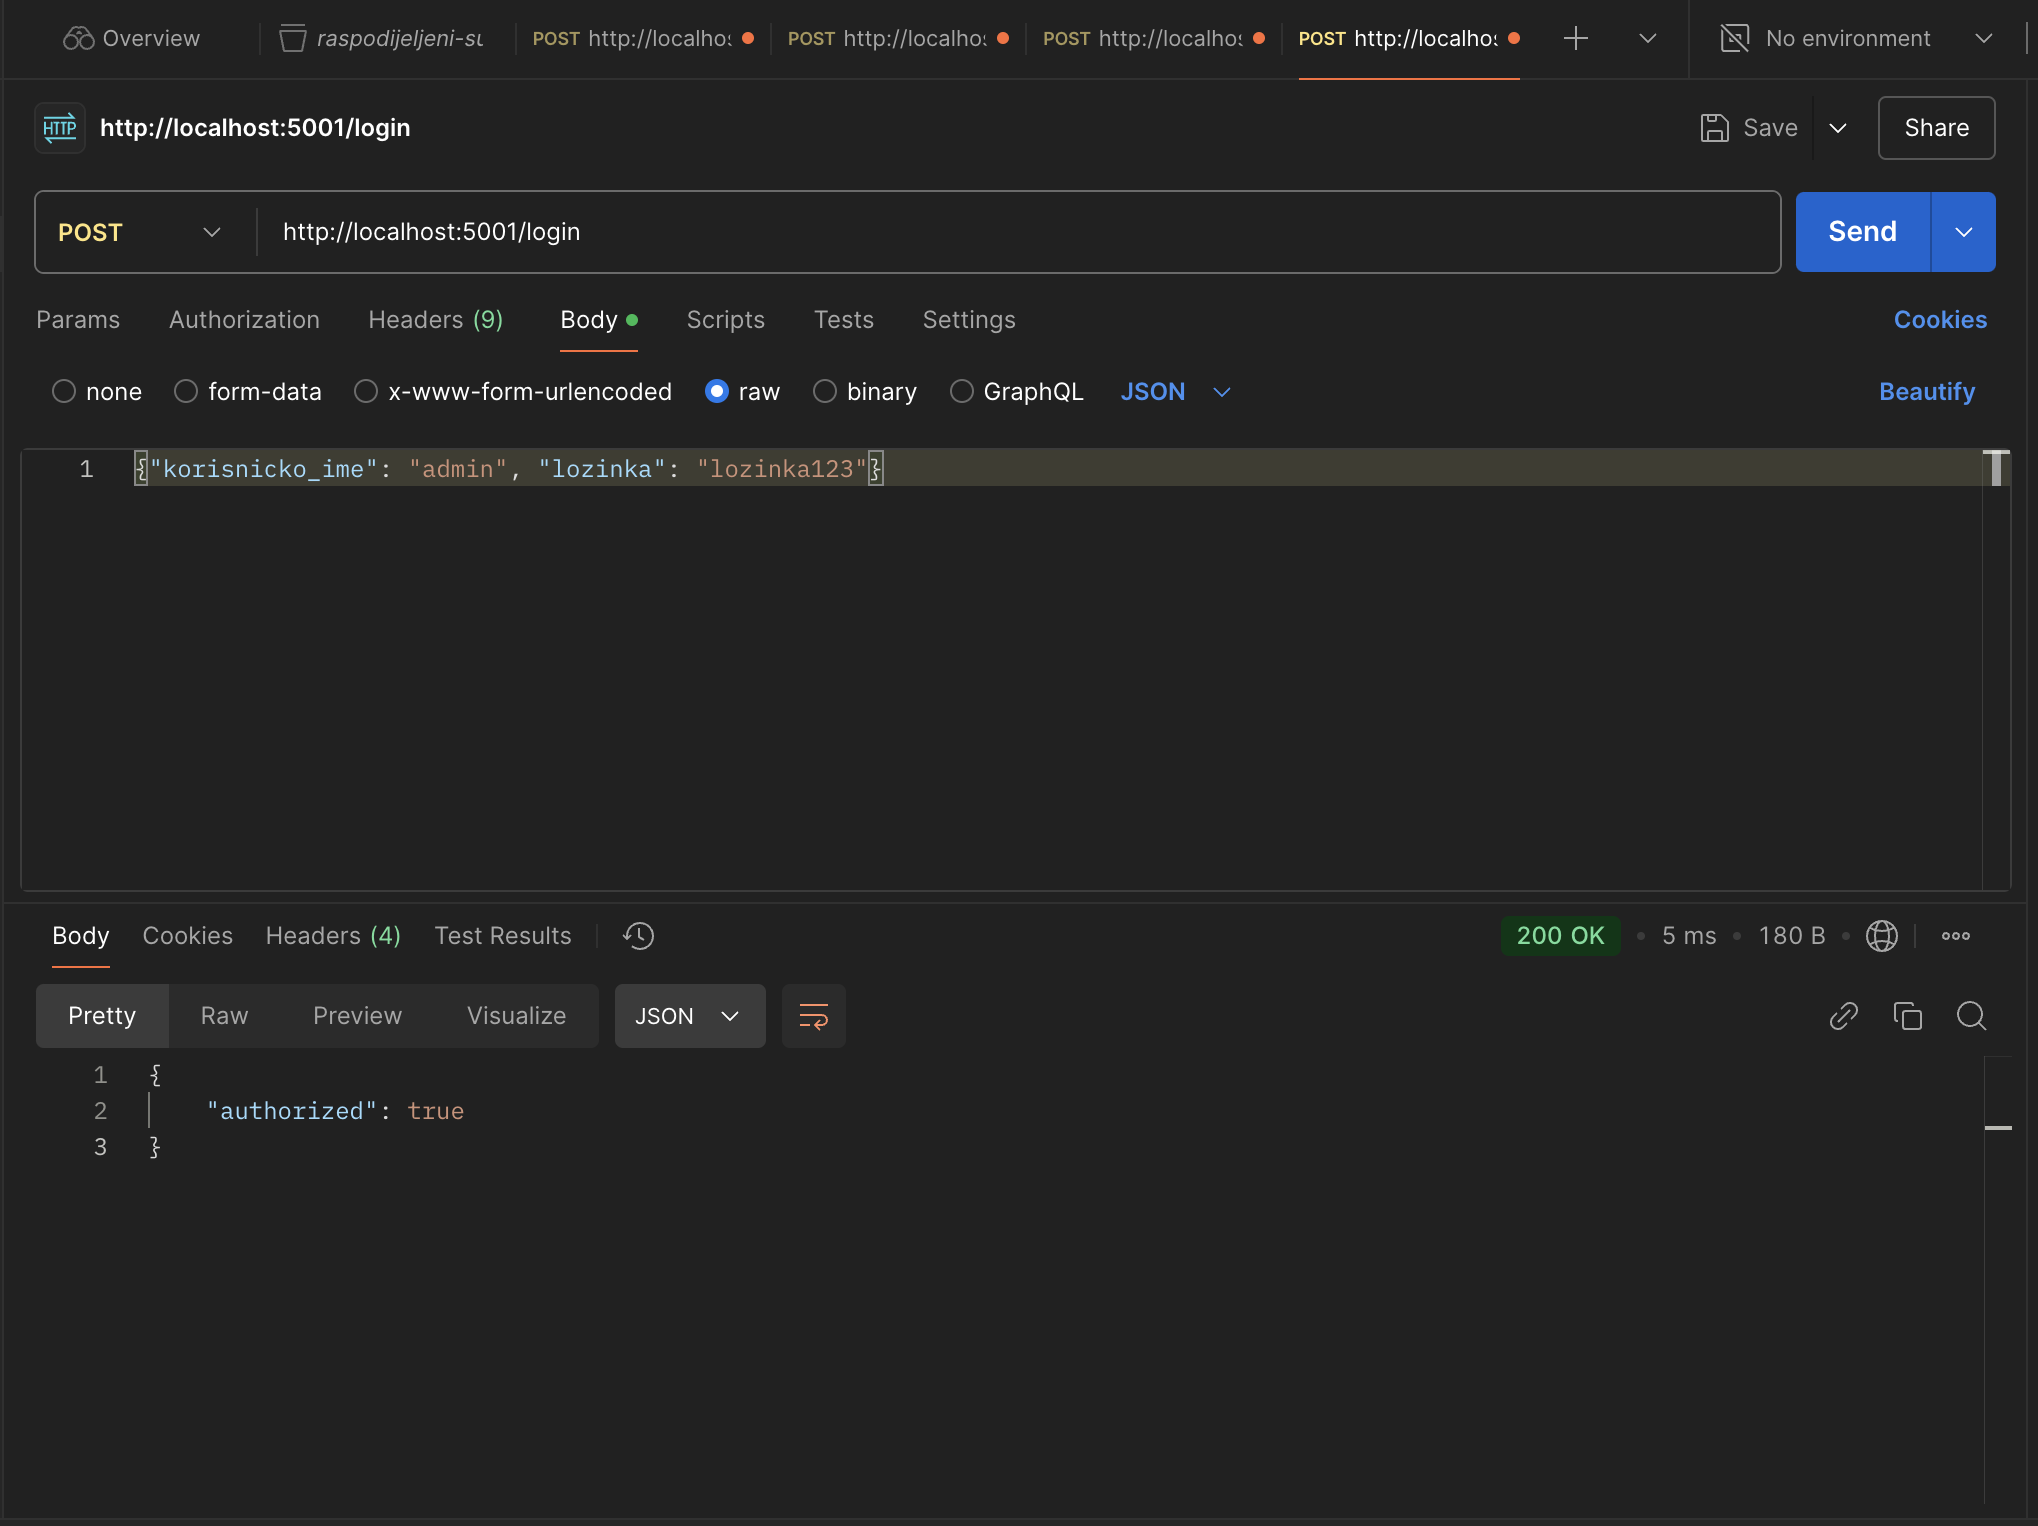 Overview
raspodijeljeni-su
POST http://localhos
POST http://localhos
POST http://localhos
POST http://localhos
No environment
HTTP http://localhost:5001/login
Save
Share
POST
http://localhost:5001/login
Send
Params Authorization Headers (9) Body Scripts Tests Settings
Cookies
none form-data x-www-form-urlencoded raw binary GraphQL JSON
Beautify
1 {"korisnicko_ime": "admin", "lozinka": "lozinka123"}
Body Cookies Headers (4) Test Results
200 OK • 5 ms • 180 B
Pretty Raw Preview Visualize JSON
1 {
2 "authorized": true
3 }